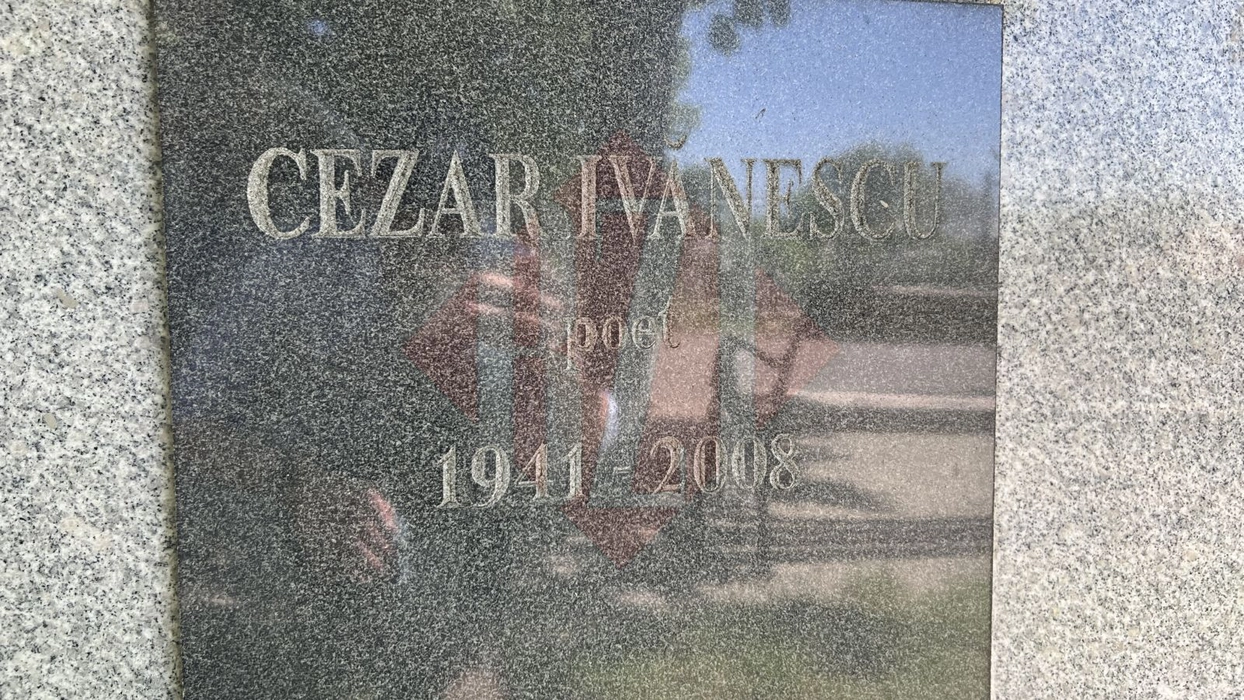 CEZAR IVĂNESCU
poet
1941 - 2008